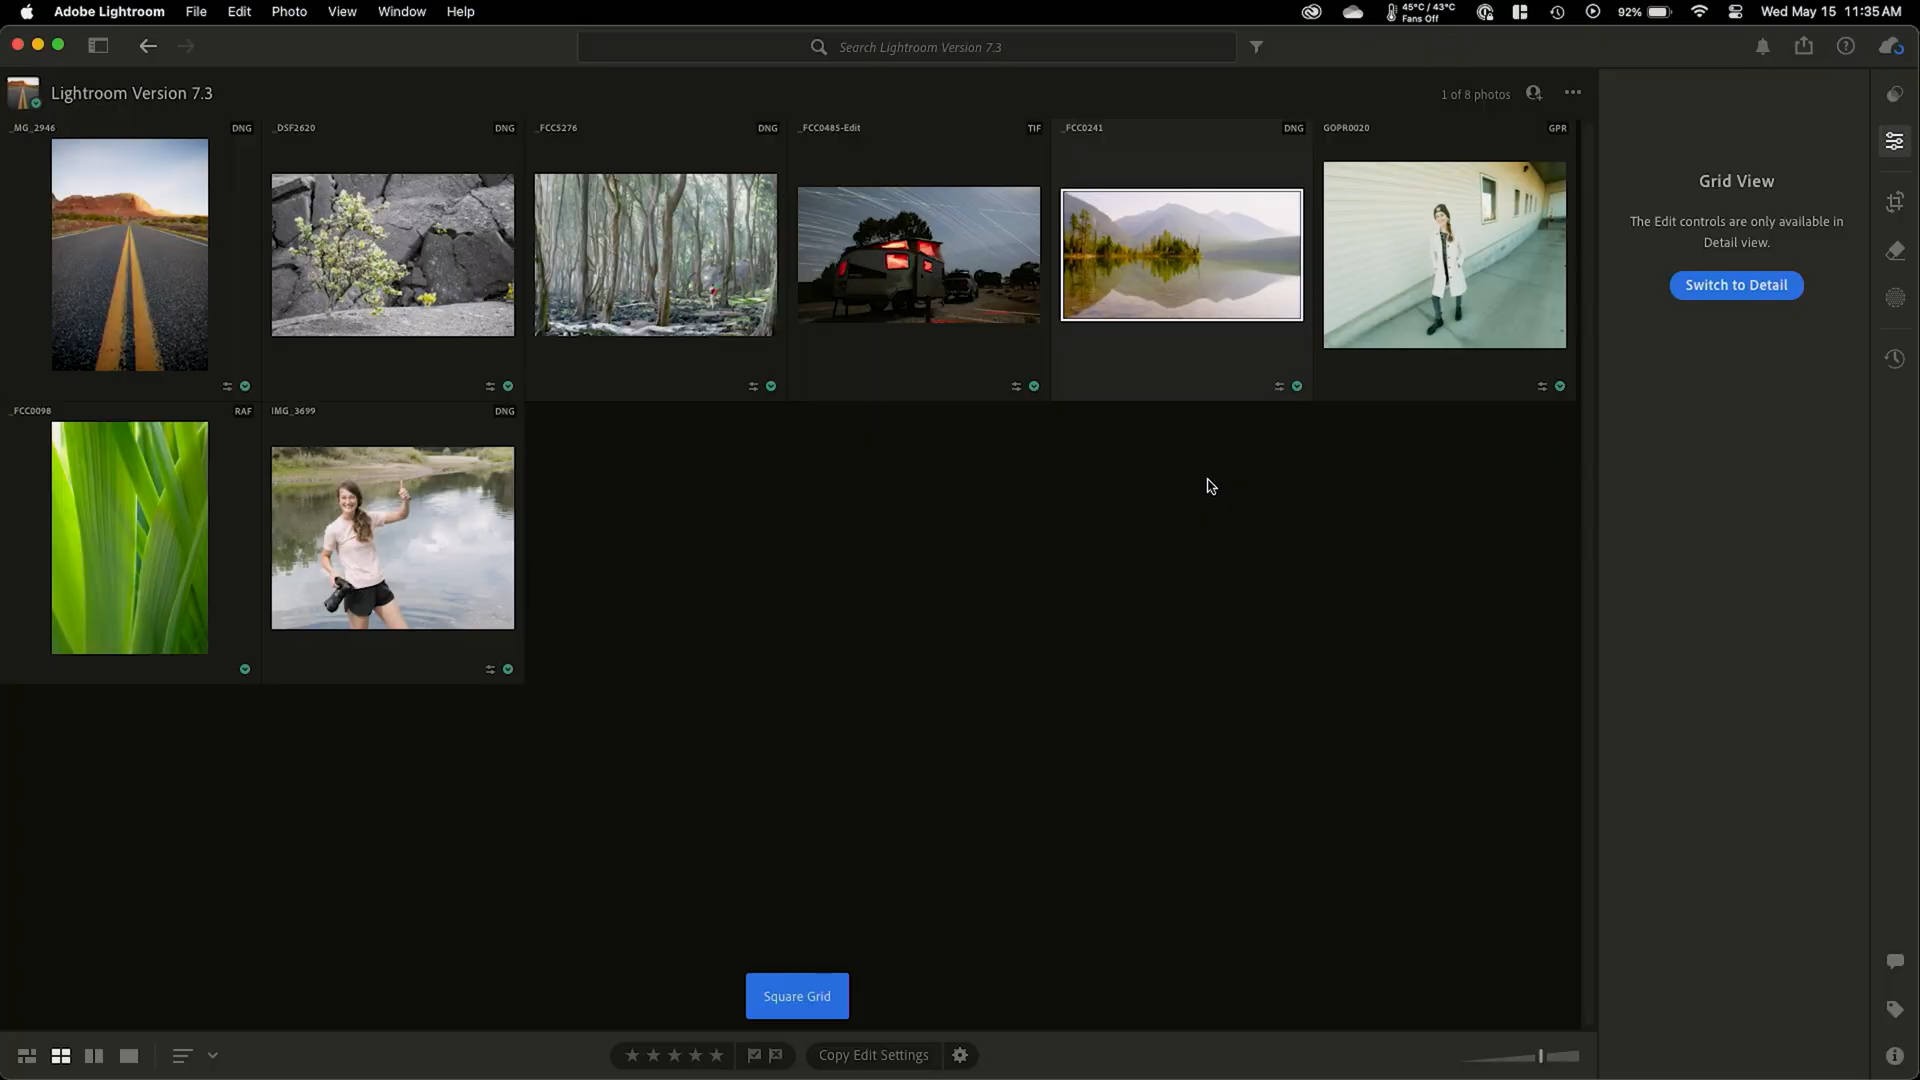 Adobe Lightroom File Edit Photo View Window Help
45°C / 43°C
Fans Off
92% Wed May 15 11:35 AM
Search Lightroom Version 7.3
Lightroom Version 7.3
1 of 8 photos
_MG_2946 DNG
_DSF2620 DNG
_FCC5276 DNG
_FCC0485-Edit TIF
_FCC0241 DNG
GOPR0020 GPR
Grid View
The Edit controls are only available in
Detail view.
Switch to Detail
_FCC0098 RAF
IMG_3699 DNG
Square Grid
Copy Edit Settings